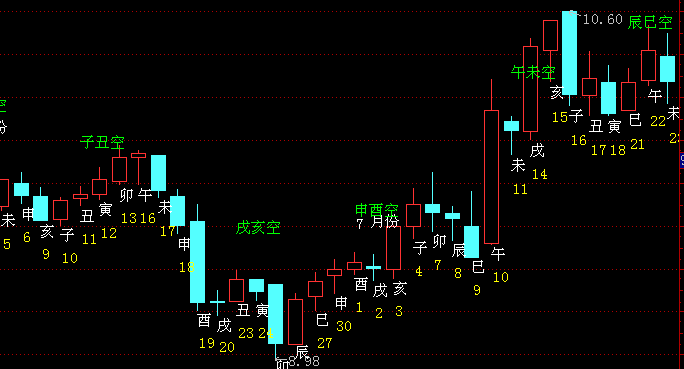 10.60
辰巳空
午未空
空
份
子丑空
申酉空
7 月份
戌亥空
未
5
申
6
亥
9
子
10
丑
11
寅
12
卯
13
午
16
未
17
申
18
酉
19
戌
20
丑
23
寅
24
卯
8.98
辰
巳
27
申
30
酉
1
戌
2
亥
3
子
4
卯
7
辰
8
巳
9
午
10
未
11
戌
14
亥
15
子
16
丑
17
寅
18
巳
21
午
22
未